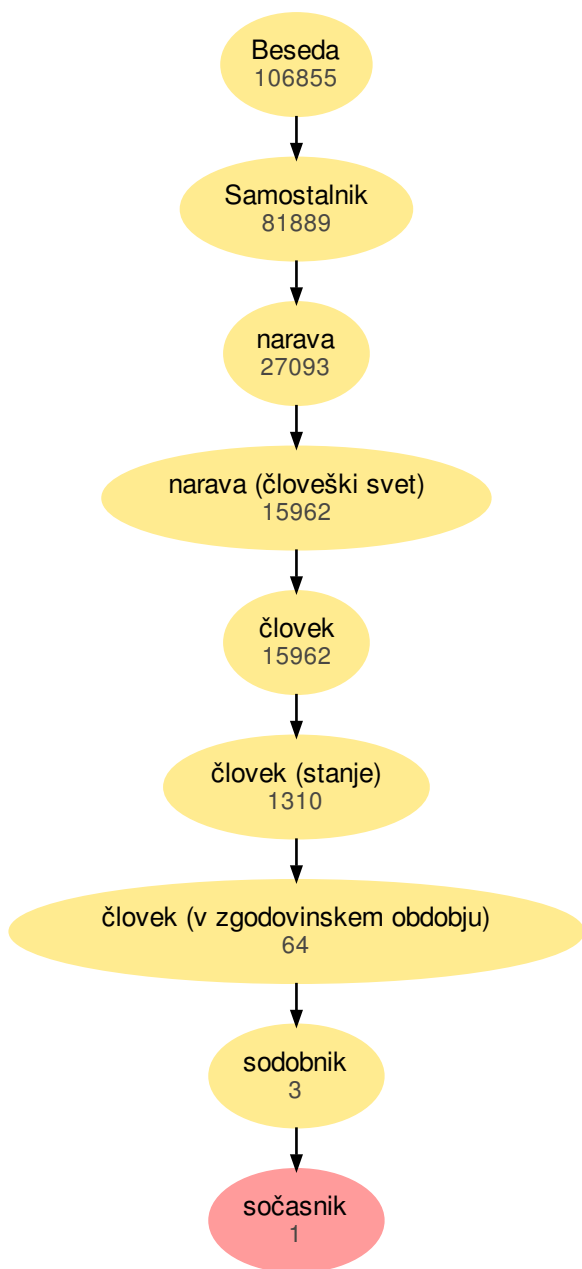 Beseda
106855
Samostalnik
81889
narava
27093
narava (človeški svet)
15962
človek
15962
človek (stanje)
1310
človek (v zgodovinskem obdobju)
64
sodobnik
3
sočasnik
1